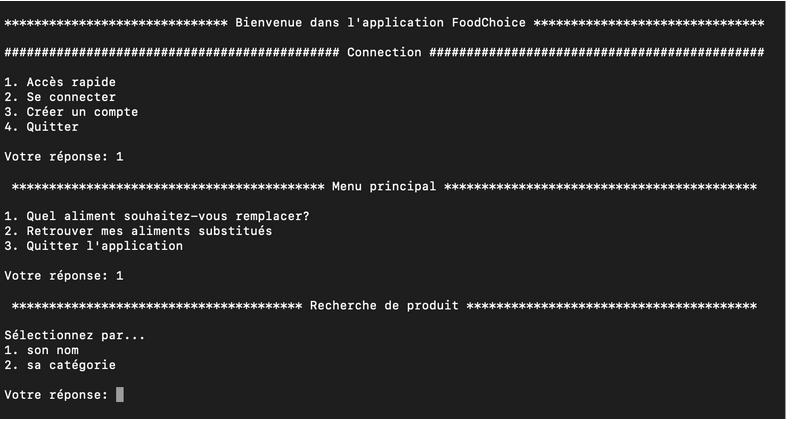 ****************************** Bienvenue dans l'application FoodChoice *******************************
############################################# Connection #############################################
1. Accès rapide
2. Se connecter
3. Créer un compte
4. Quitter
Votre réponse: 1
****************************************** Menu principal ******************************************
1. Quel aliment souhaitez-vous remplacer?
2. Retrouver mes aliments substitués
3. Quitter l'application
Votre réponse: 1
*************************************** Recherche de produit ***************************************
Sélectionnez par...
1. son nom
2. sa catégorie
Votre réponse: